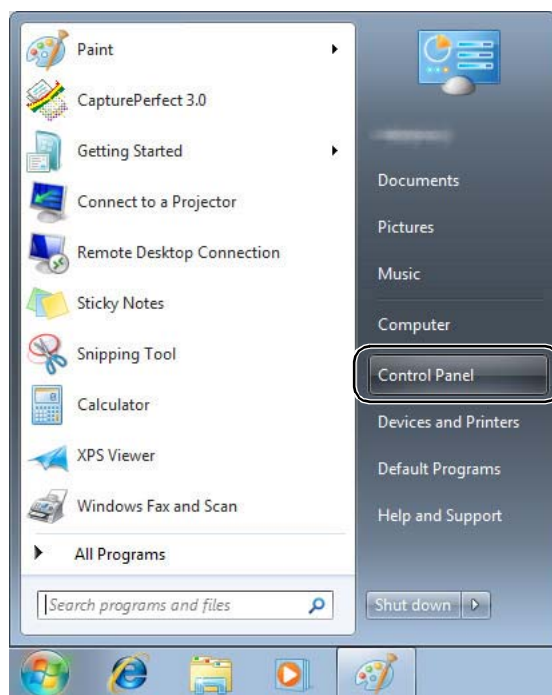 Paint
CapturePerfect 3.0
Getting Started
Connect to a Projector
Remote Desktop Connection
Sticky Notes
Snipping Tool
Calculator
XPS Viewer
Windows Fax and Scan
All Programs
Search programs and files
Documents
Pictures
Music
Computer
Control Panel
Devices and Printers
Default Programs
Help and Support
Shut down